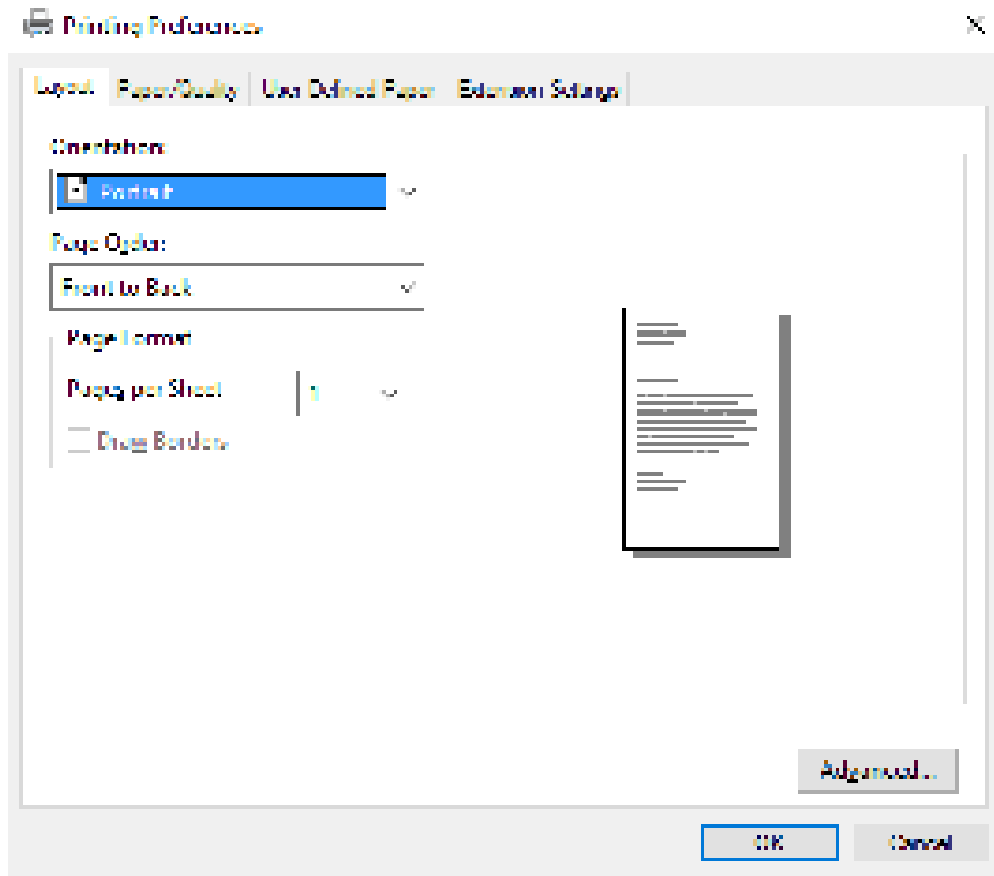 Printing Preferences
Layout Paper/Quality User Defined Paper Extension Settings
Orientation:
Portrait
Page Order:
Front to Back
Page Format
Pages per Sheet 1
Draw Borders
Advanced...
OK Cancel